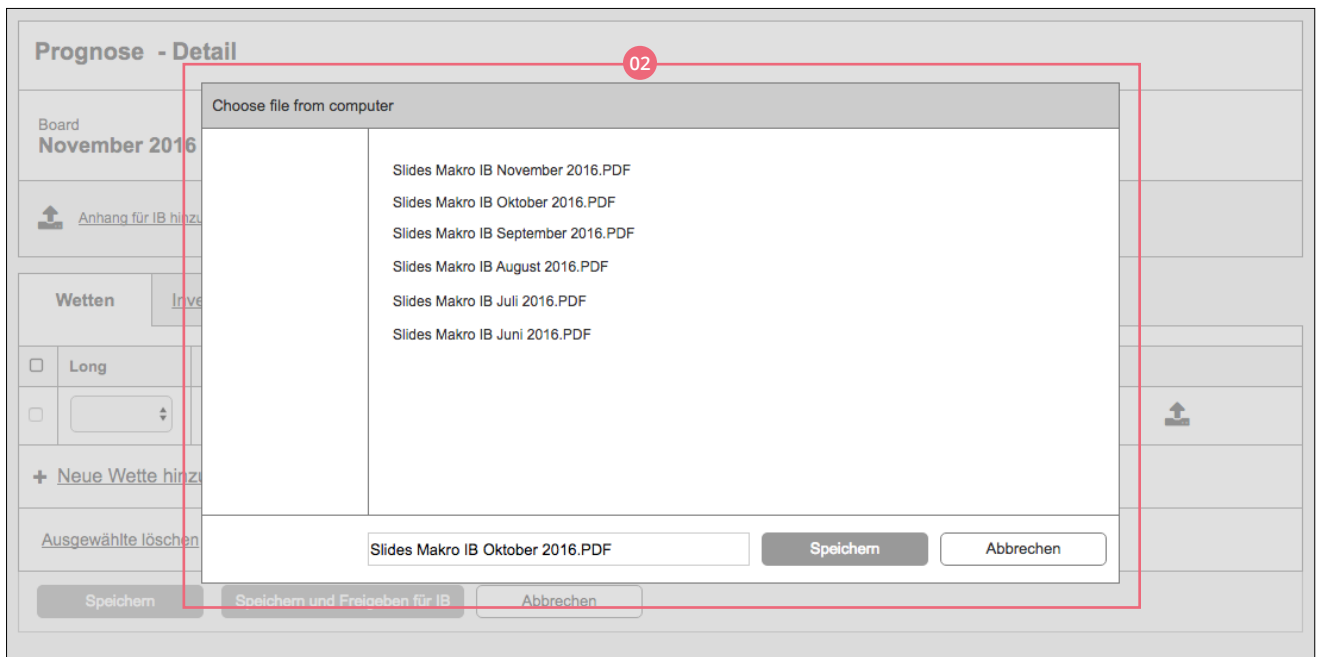 Prognose - Detail
02
Choose file from computer
Board
November 2016
Slides Makro IB November 2016.PDF
Slides Makro IB Oktober 2016.PDF
Anhang für IB
Slides Makro IB September 2016.PDF
Slides Makro IB August 2016.PDF
Wetten
Slides Makro IB Juli 2016.PDF
Slides Makro IB Juni 2016.PDF
Long
+ Neue Wette
Ausgewählte löschen
Slides Makro IB Oktober 2016.PDF Speichern Abbrechen
Speichern Speichern und Freigeben für IB Abbrechen